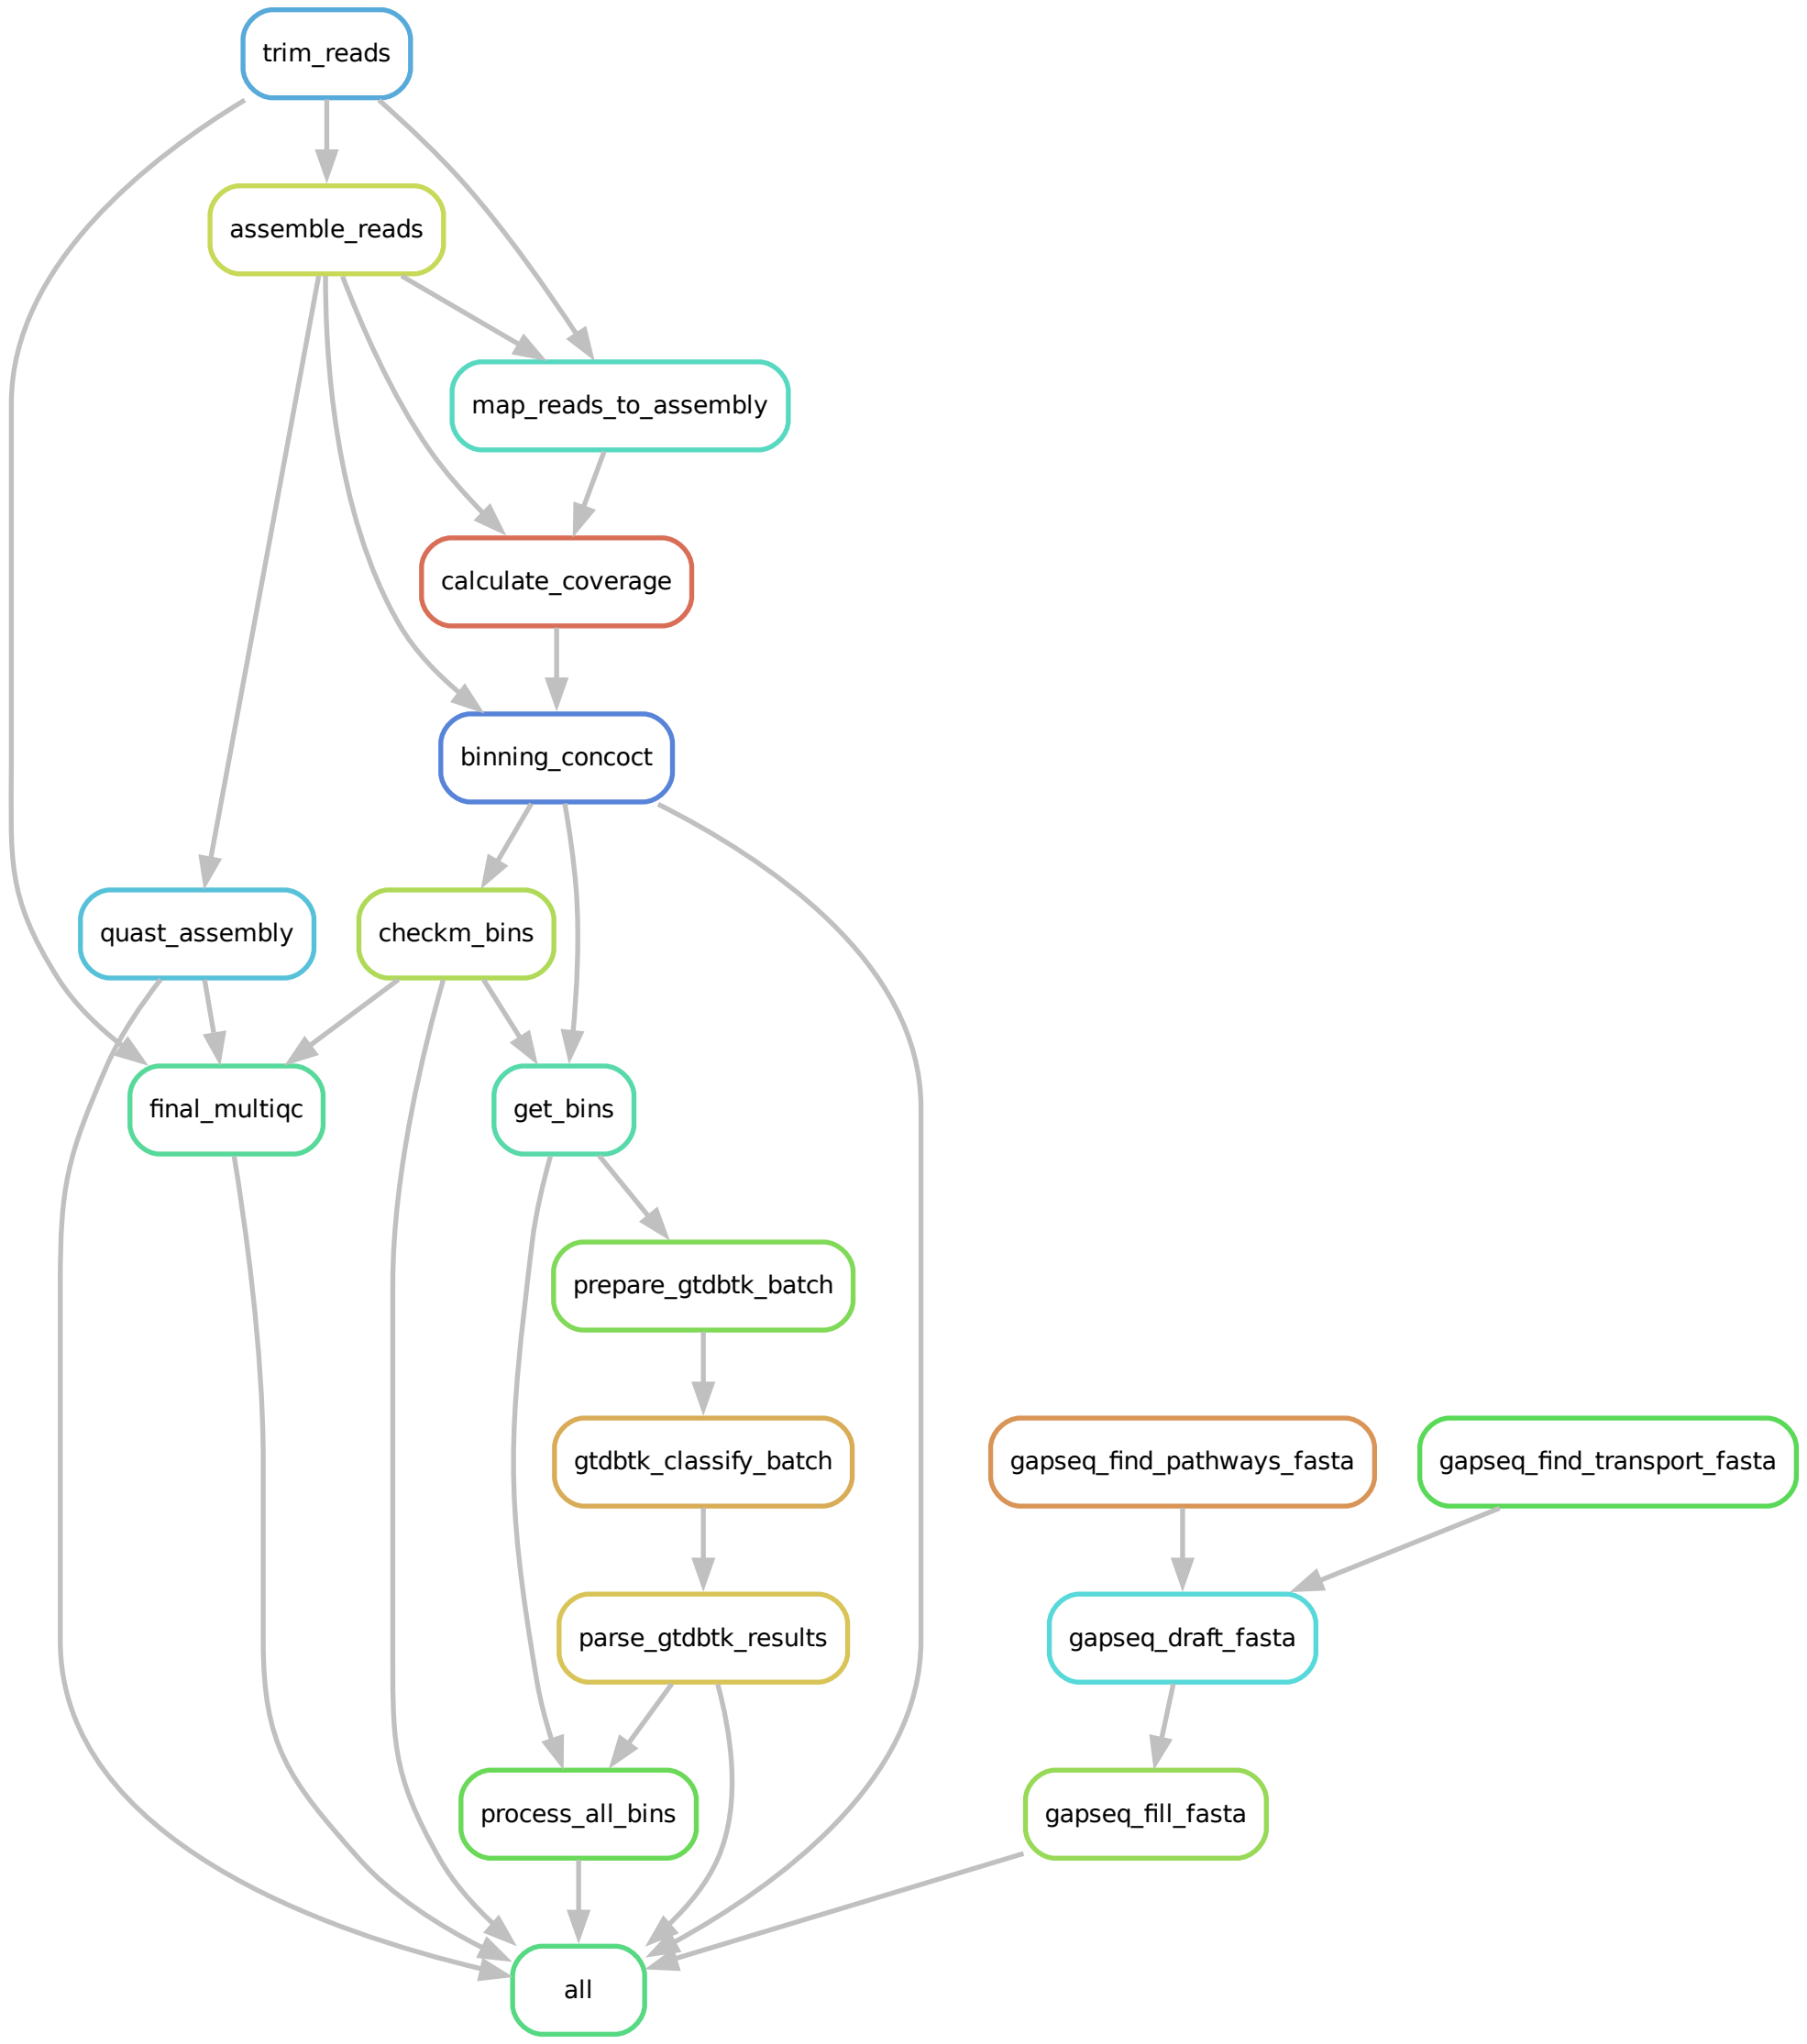 trim_reads
assemble_reads
map_reads_to_assembly
calculate_coverage
binning_concoct
quast_assembly
checkm_bins
final_multiqc
get_bins
prepare_gtdbtk_batch
gtdbtk_classify_batch
gapseq_find_pathways_fasta
gapseq_find_transport_fasta
parse_gtdbtk_results
gapseq_draft_fasta
process_all_bins
gapseq_fill_fasta
all